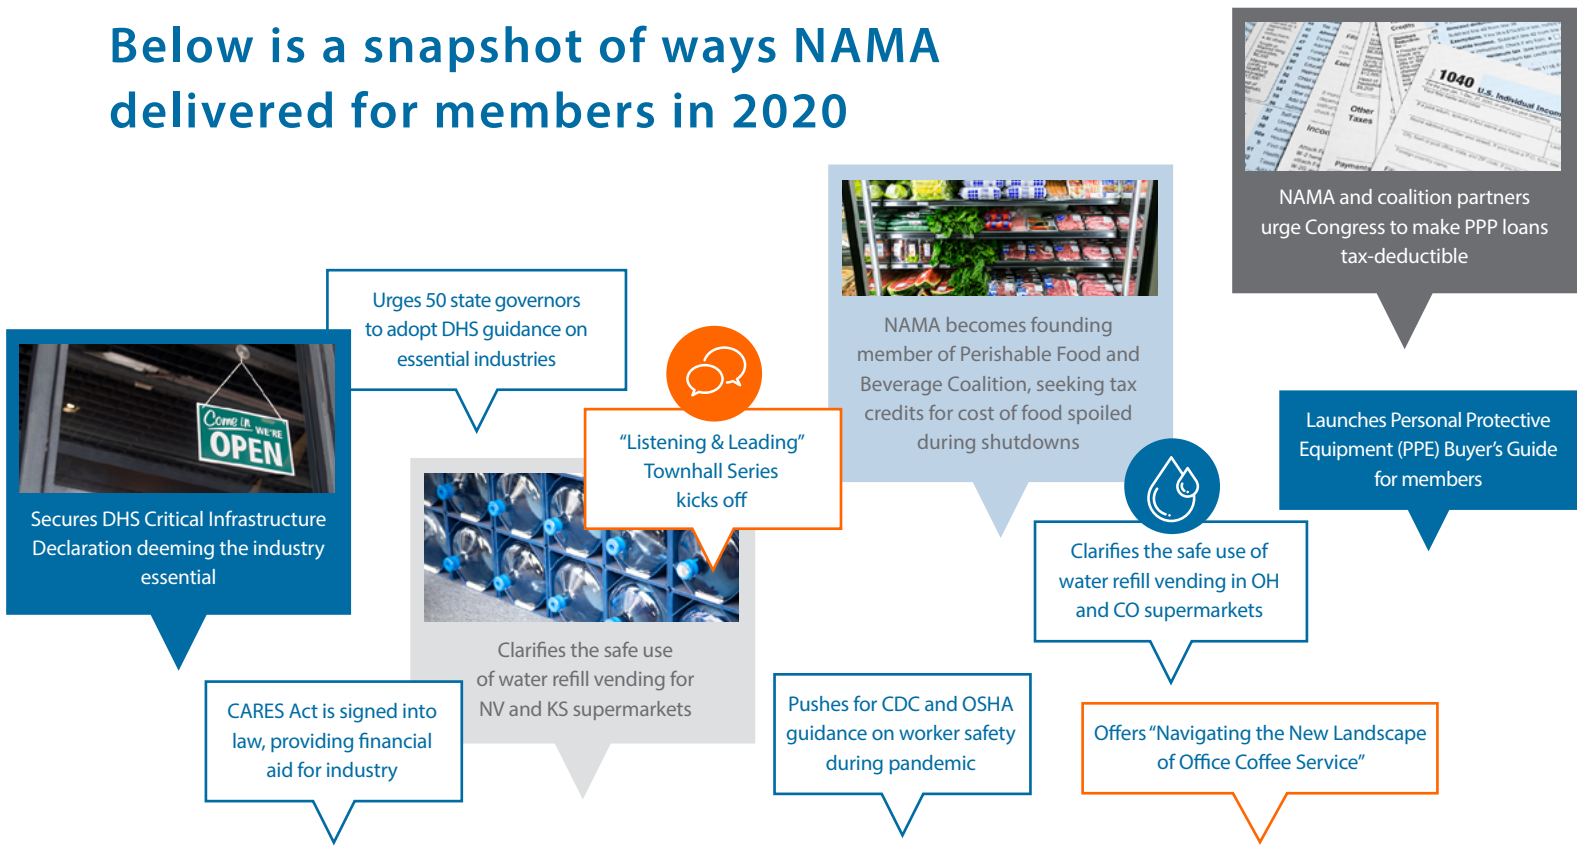 Below is a snapshot of ways NAMA
delivered for members in 2020
1040 U.S. Individual Income
Other
Taxes
Payments
Credits
NAMA and coalition partners
urge Congress to make PPP loans
tax-deductible
NAMA becomes founding
member of Perishable Food and
Beverage Coalition, seeking tax
credits for cost of food spoiled
during shutdowns
Urges 50 state governors
to adopt DHS guidance on
essential industries
Come in
WE'RE
OPEN
Secures DHS Critical Infrastructure
Declaration deeming the industry
essential
“Listening & Leading”
Townhall Series
kicks off
Launches Personal Protective
Equipment (PPE) Buyer’s Guide
for members
Clarifies the safe use of
water refill vending in OH
and CO supermarkets
Clarifies the safe use
of water refill vending for
NV and KS supermarkets
CARES Act is signed into
law, providing financial
aid for industry
Pushes for CDC and OSHA
guidance on worker safety
during pandemic
Offers “Navigating the New Landscape
of Office Coffee Service”